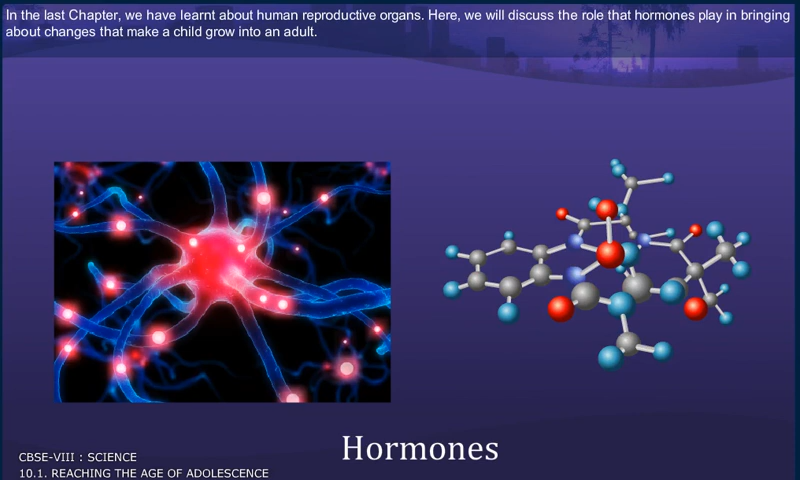 In the last Chapter, we have learnt about human reproductive organs. Here, we will discuss the role that hormones play in bringing
about changes that make a child grow into an adult.
Hormones
CBSE-VIII : SCIENCE
10.1. REACHING THE AGE OF ADOLESCENCE